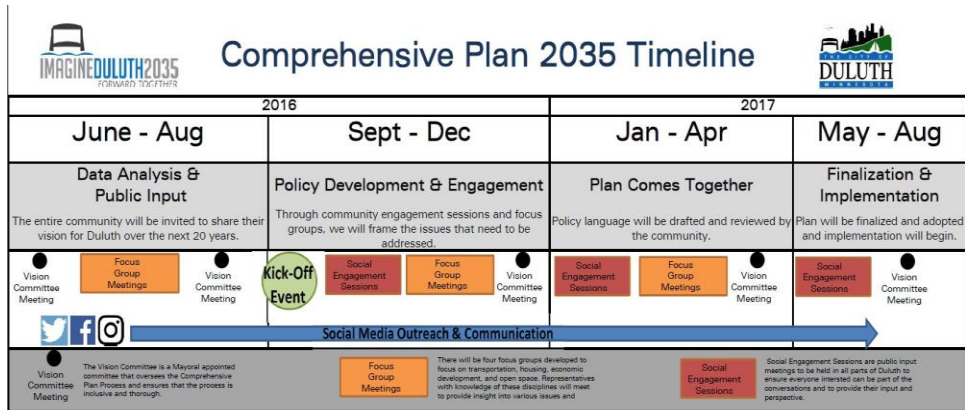 IMAGINEDULUTH2035
FORWARD TOGETHER
Comprehensive Plan 2035 Timeline
THE CITY OF
DULUTH
MINNESOTA
2016
2017
June - Aug
Sept - Dec
Jan - Apr
May - Aug
Data Analysis &
Public Input
The entire community will be invited to share their
vision for Duluth over the next 20 years.
Policy Development & Engagement
Through community engagement sessions and focus
groups, we will frame the issues that need to be
addressed.
Plan Comes Together
Policy language will be drafted and reviewed by
the community.
Finalization &
Implementation
Plan will be finalized and adopted
and implementation will begin.
Vision
Committee
Meeting
Focus
Group
Meetings
Vision
Committee
Meeting
Kick-Off
Event
Social
Engagement
Sessions
Focus
Group
Meetings
Vision
Committee
Meeting
Social
Engagement
Sessions
Focus
Group
Meetings
Vision
Committee
Meeting
Social
Engagement
Sessions
Vision
Committee
Meeting
Social Media Outreach & Communication
Vision
Committee
Meeting
The Vision Committee is a Mayoral appointed
committee that oversees the Comprehensive
Plan Process and ensures that the process is
inclusive and thorough.
Focus
Group
Meetings
There will be four focus groups developed to
focus on transportation, housing, economic
development, and open space. Representatives
with knowledge of these disciplines will meet
to provide insight into various issues and
Social
Engagement
Sessions
Social Engagement Sessions are public input
meetings to be held in all parts of Duluth to
ensure everyone intersted can be part of the
conversations and to provide their input and
perspective.